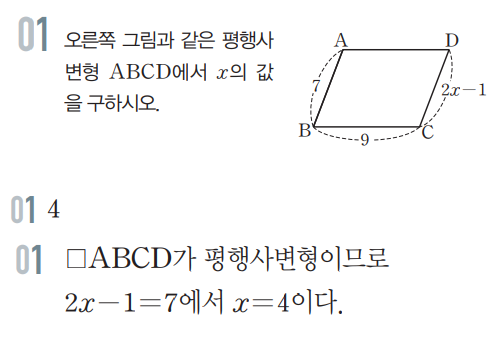 01 오른쪽 그림과 같은 평행사
변형 ABCD에서 x의 값
을 구하시오.
A D
7 2x-1
B C
9
01 4
01 □ABCD가 평행사변형이므로
2x-1=7에서 x=4이다.